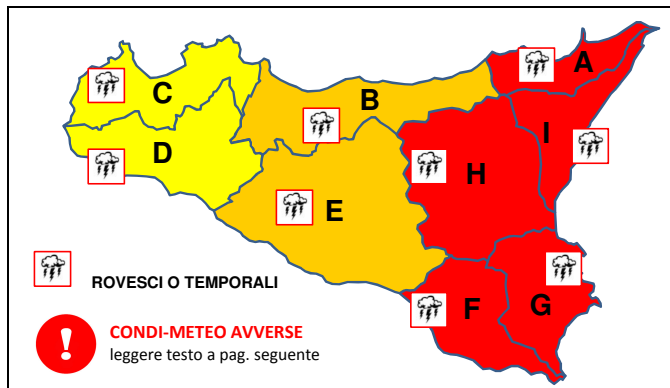 A
B
C
I
D
H
E
F
G
ROVESCI O TEMPORALI
CONDI-METEO AVVERSE
leggere testo a pag. seguente